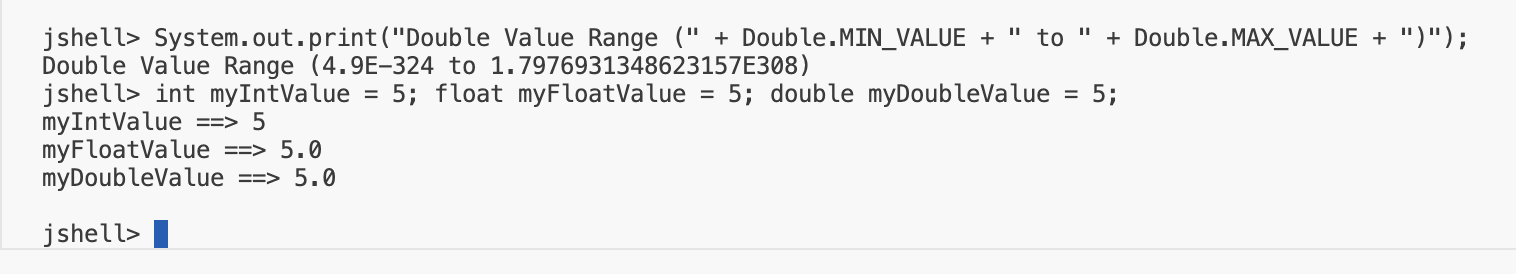 jshell> System.out.print("Double Value Range (" + Double.MIN_VALUE + " to " + Double.MAX_VALUE + ")");
Double Value Range (4.9E-324 to 1.7976931348623157E308)
jshell> int myIntValue = 5; float myFloatValue = 5; double myDoubleValue = 5;
myIntValue ==> 5
myFloatValue ==> 5.0
myDoubleValue ==> 5.0
jshell>